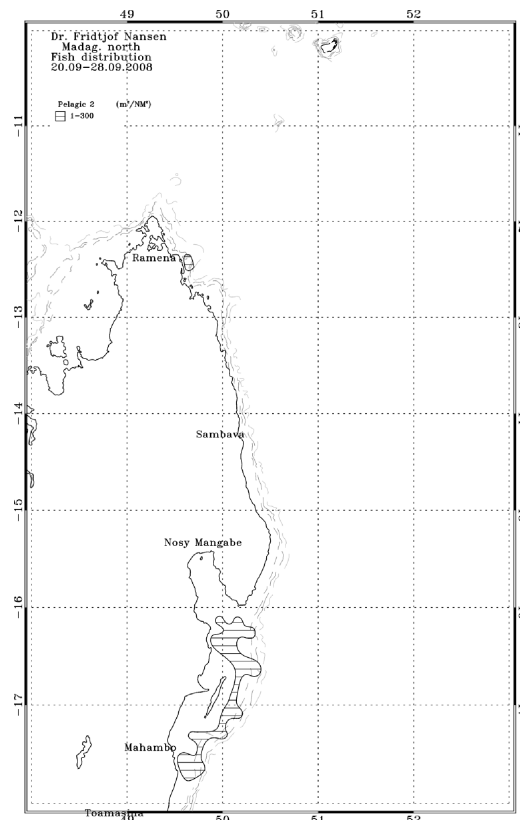 49 50 51 52
Dr. Fridtjof Nansen
Madag. north
Fish distribution
20.09-28.09.2008
Pelagic 2 (m²/NM²)
1-300
-11
-12
Ramena
-13
-14
Sambava
-15
Nosy Mangabe
-16
-17
Mahambo
Toamasina
50 51 52